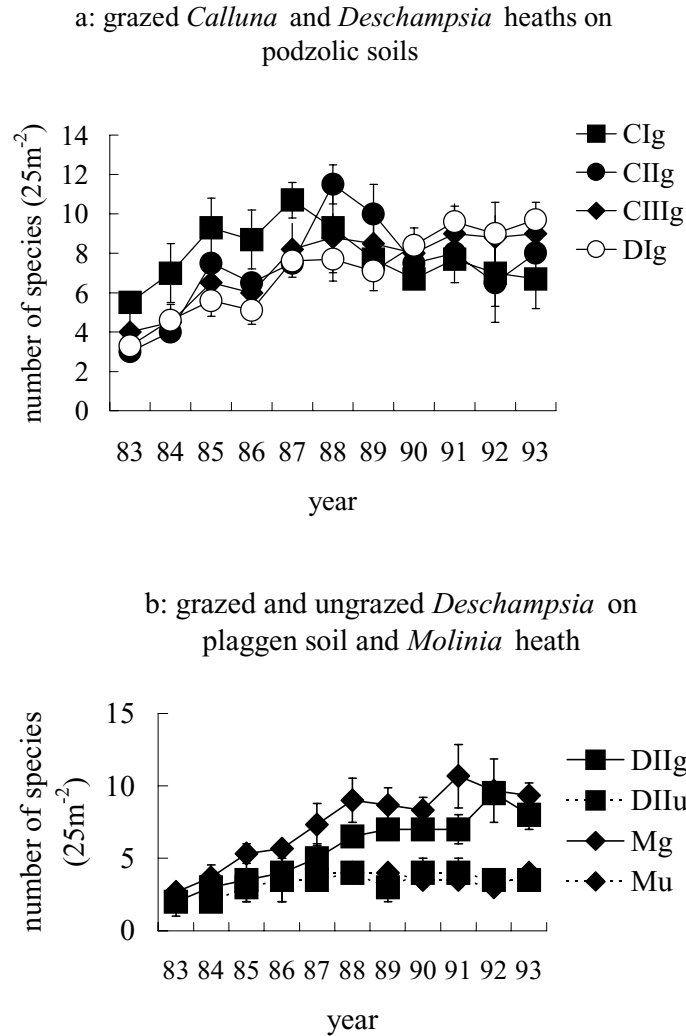 a: grazed Calluna and Deschampsia heaths on
podzolic soils
number of species (25m⁻²)
14
12
10
8
6
4
2
0
83 84 85 86 87 88 89 90 91 92 93
year
CIg
CIIg
CIIIg
DIg
b: grazed and ungrazed Deschampsia on
plaggen soil and Molinia heath
number of species
(25m⁻²)
15
10
5
0
83 84 85 86 87 88 89 90 91 92 93
year
DIIg
DIIu
Mg
Mu